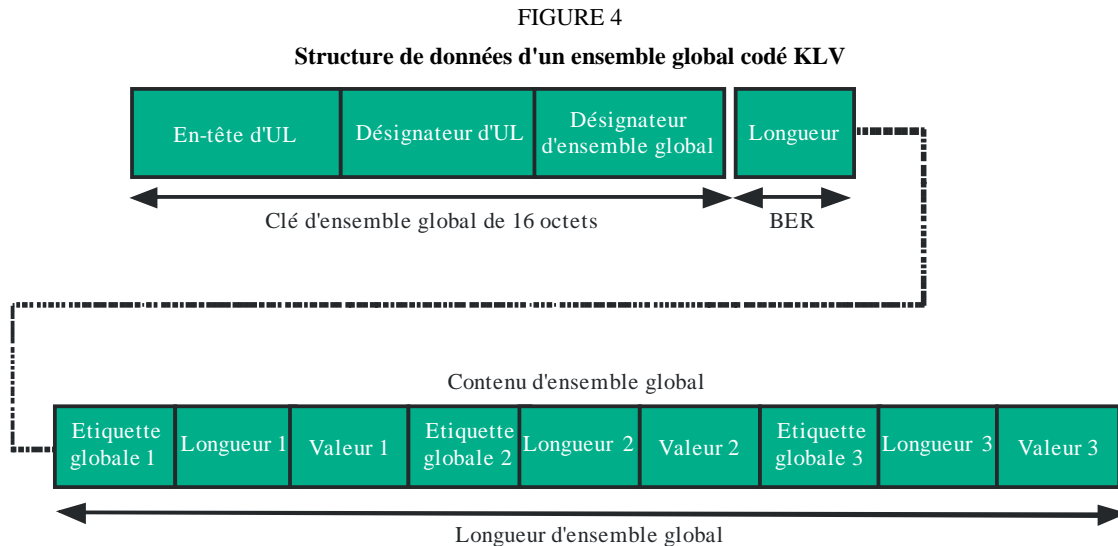 FIGURE 4
Structure de données d'un ensemble global codé KLV
En-tête d'UL
Désignateur d'UL
Désignateur
d'ensemble global
Longueur
Clé d'ensemble global de 16 octets
BER
Contenu d'ensemble global
Etiquette
globale 1
Longueur 1
Valeur 1
Etiquette
globale 2
Longueur 2
Valeur 2
Etiquette
globale 3
Longueur 3
Valeur 3
Longueur d'ensemble global